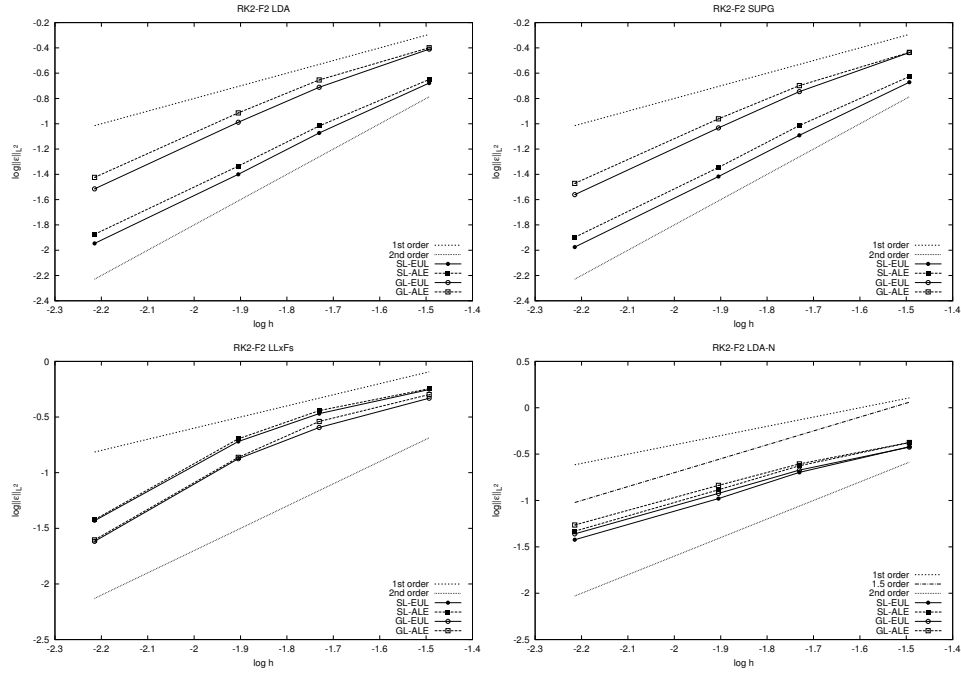 RK2-F2 LDA
-0.2
-0.4
-0.6
-0.8
-1
-1.2
-1.4
-1.6
-1.8
-2
-2.2
-2.4
log||ε||L²
1st order
2nd order
SL-EUL
SL-ALE
GL-EUL
GL-ALE
-2.3 -2.2 -2.1 -2 -1.9 -1.8 -1.7 -1.6 -1.5 -1.4
log h
RK2-F2 SUPG
-0.2
-0.4
-0.6
-0.8
-1
-1.2
-1.4
-1.6
-1.8
-2
-2.2
-2.4
log||ε||L²
1st order
2nd order
SL-EUL
SL-ALE
GL-EUL
GL-ALE
-2.3 -2.2 -2.1 -2 -1.9 -1.8 -1.7 -1.6 -1.5 -1.4
log h
RK2-F2 LLxFs
0
-0.5
-1
-1.5
-2
-2.5
log||ε||L²
1st order
2nd order
SL-EUL
SL-ALE
GL-EUL
GL-ALE
-2.3 -2.2 -2.1 -2 -1.9 -1.8 -1.7 -1.6 -1.5 -1.4
log h
RK2-F2 LDA-N
0.5
0
-0.5
-1
-1.5
-2
-2.5
log||ε||L²
1st order
1.5 order
2nd order
SL-EUL
SL-ALE
GL-EUL
GL-ALE
-2.3 -2.2 -2.1 -2 -1.9 -1.8 -1.7 -1.6 -1.5 -1.4
log h